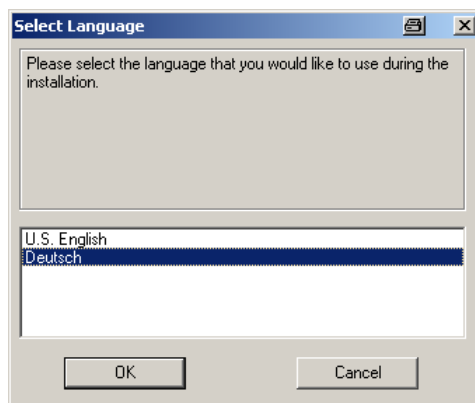 Select Language
Please select the language that you would like to use during the
installation.
U.S. English
Deutsch
OK
Cancel